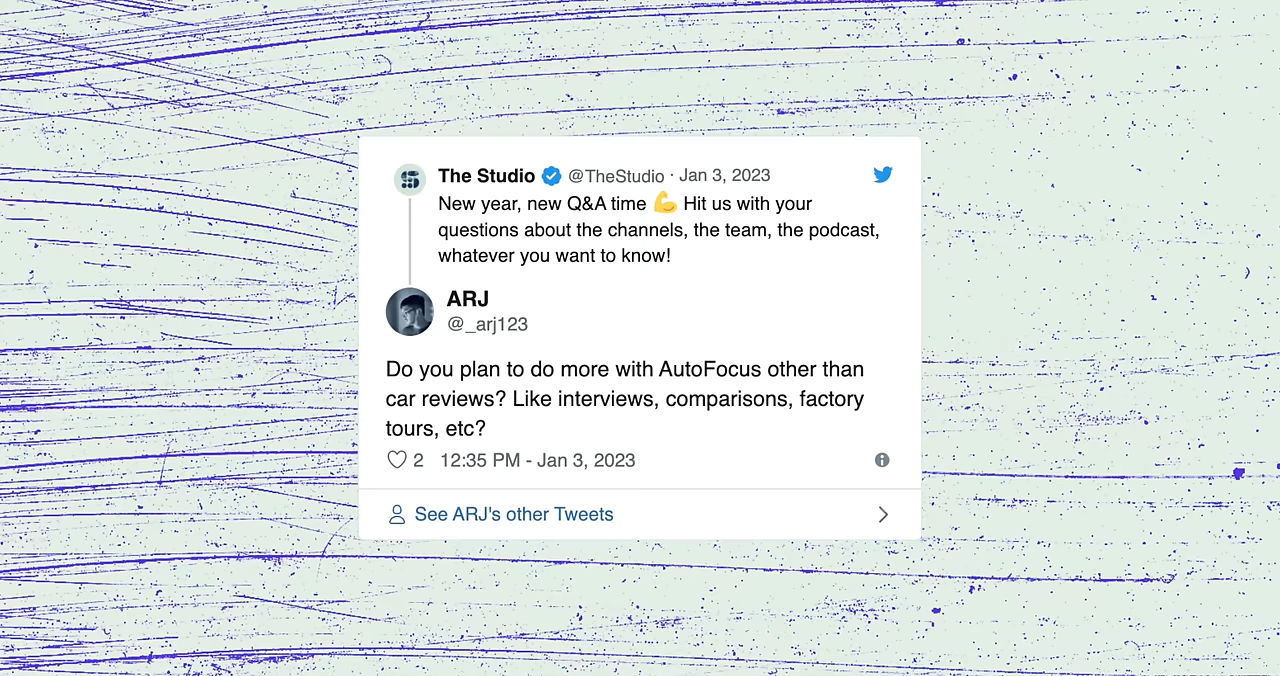 The Studio @TheStudio · Jan 3, 2023
New year, new Q&A time 💪 Hit us with your
questions about the channels, the team, the podcast,
whatever you want to know!
ARJ
@_arj123
Do you plan to do more with AutoFocus other than
car reviews? Like interviews, comparisons, factory
tours, etc?
2 12:35 PM - Jan 3, 2023
See ARJ's other Tweets